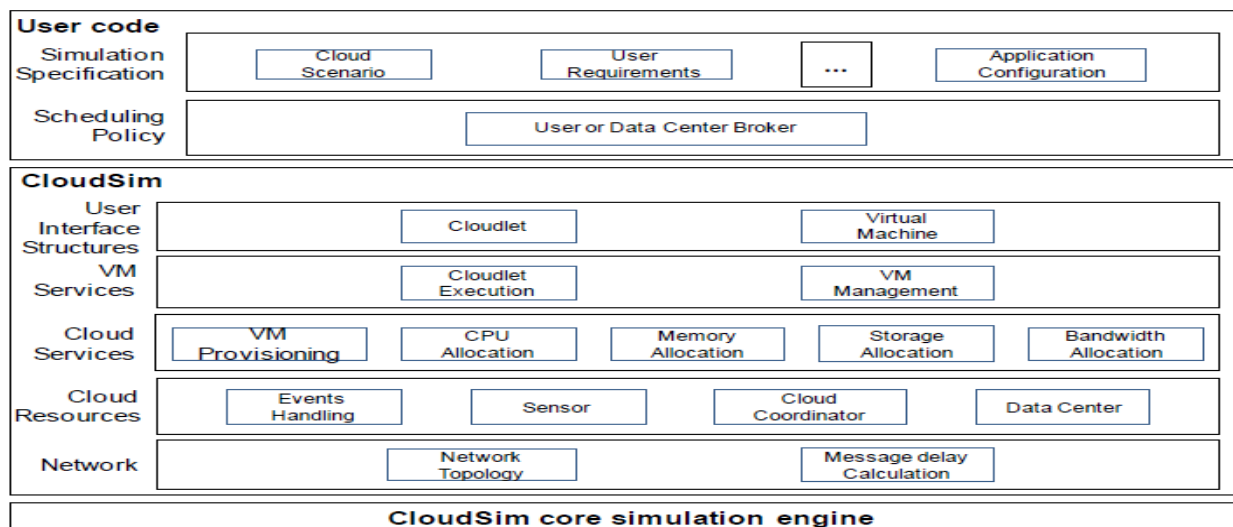 User code
Simulation
Specification
Cloud
Scenario
User
Requirements
...
Application
Configuration
Scheduling
Policy
User or Data Center Broker
CloudSim
User
Interface
Structures
Cloudlet
Virtual
Machine
VM
Services
Cloudlet
Execution
VM
Management
Cloud
Services
VM
Provisioning
CPU
Allocation
Memory
Allocation
Storage
Allocation
Bandwidth
Allocation
Cloud
Resources
Events
Handling
Sensor
Cloud
Coordinator
Data Center
Network
Network
Topology
Message delay
Calculation
CloudSim core simulation engine